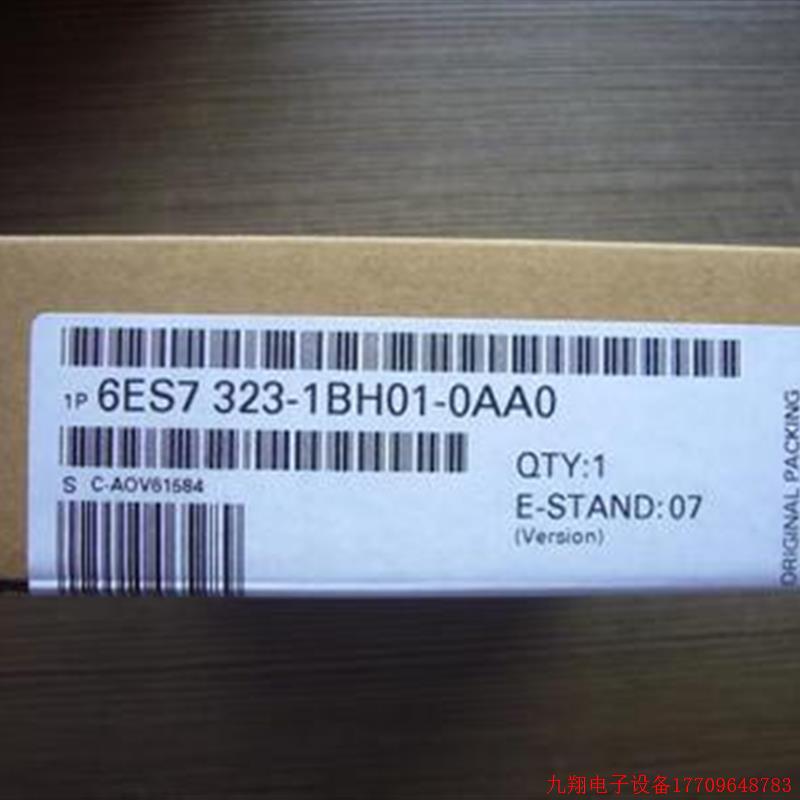 1P 6ES7 323-1BH01-0AA0
S C-AOV61584
QTY:1
E-STAND:07
(Version)
ORIGINAL PACKING
九翔电子设备17709648783